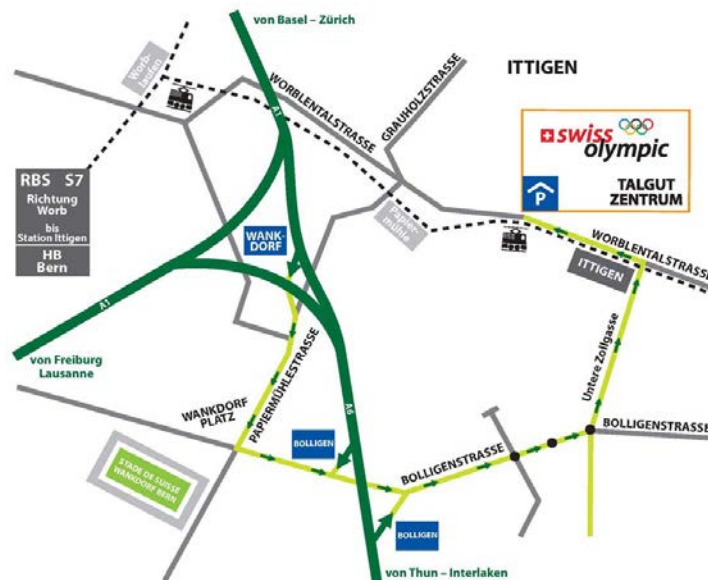 von Basel – Zürich
ITTIGEN
Worb-
laufen
A1
WORBLENTALSTRASSE
GRAUHOLZSTRASSE
swiss
olympic
P
TALGUT
ZENTRUM
RBS S7
Richtung
Worb
bis
Station Ittigen
HB
Bern
Papier-
mühle
WANK-
DORF
WORBLENTALSTRASSE
ITTIGEN
A1
von Freiburg
Lausanne
PAPIERMÜHLESTRASSE
A6
Untere Zollgasse
WANKDORF
PLATZ
BOLLIGEN
BOLLIGENSTRASSE
BOLLIGENSTRASSE
STADE DE SUISSE
WANKDORF BERN
BOLLIGEN
von Thun – Interlaken